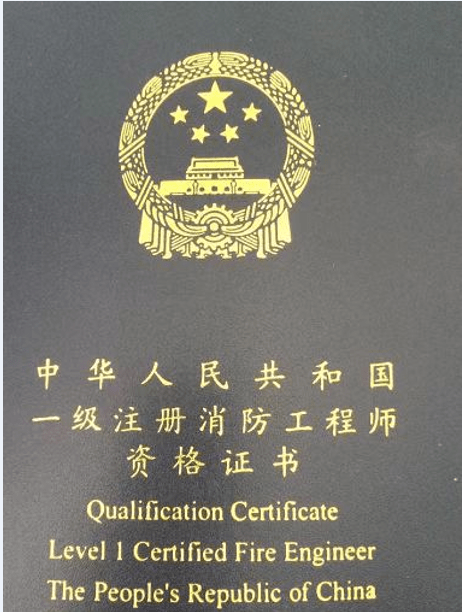 中华人民共和国
一级注册消防工程师
资格证书
Qualification Certificate
Level 1 Certified Fire Engineer
The People's Republic of China